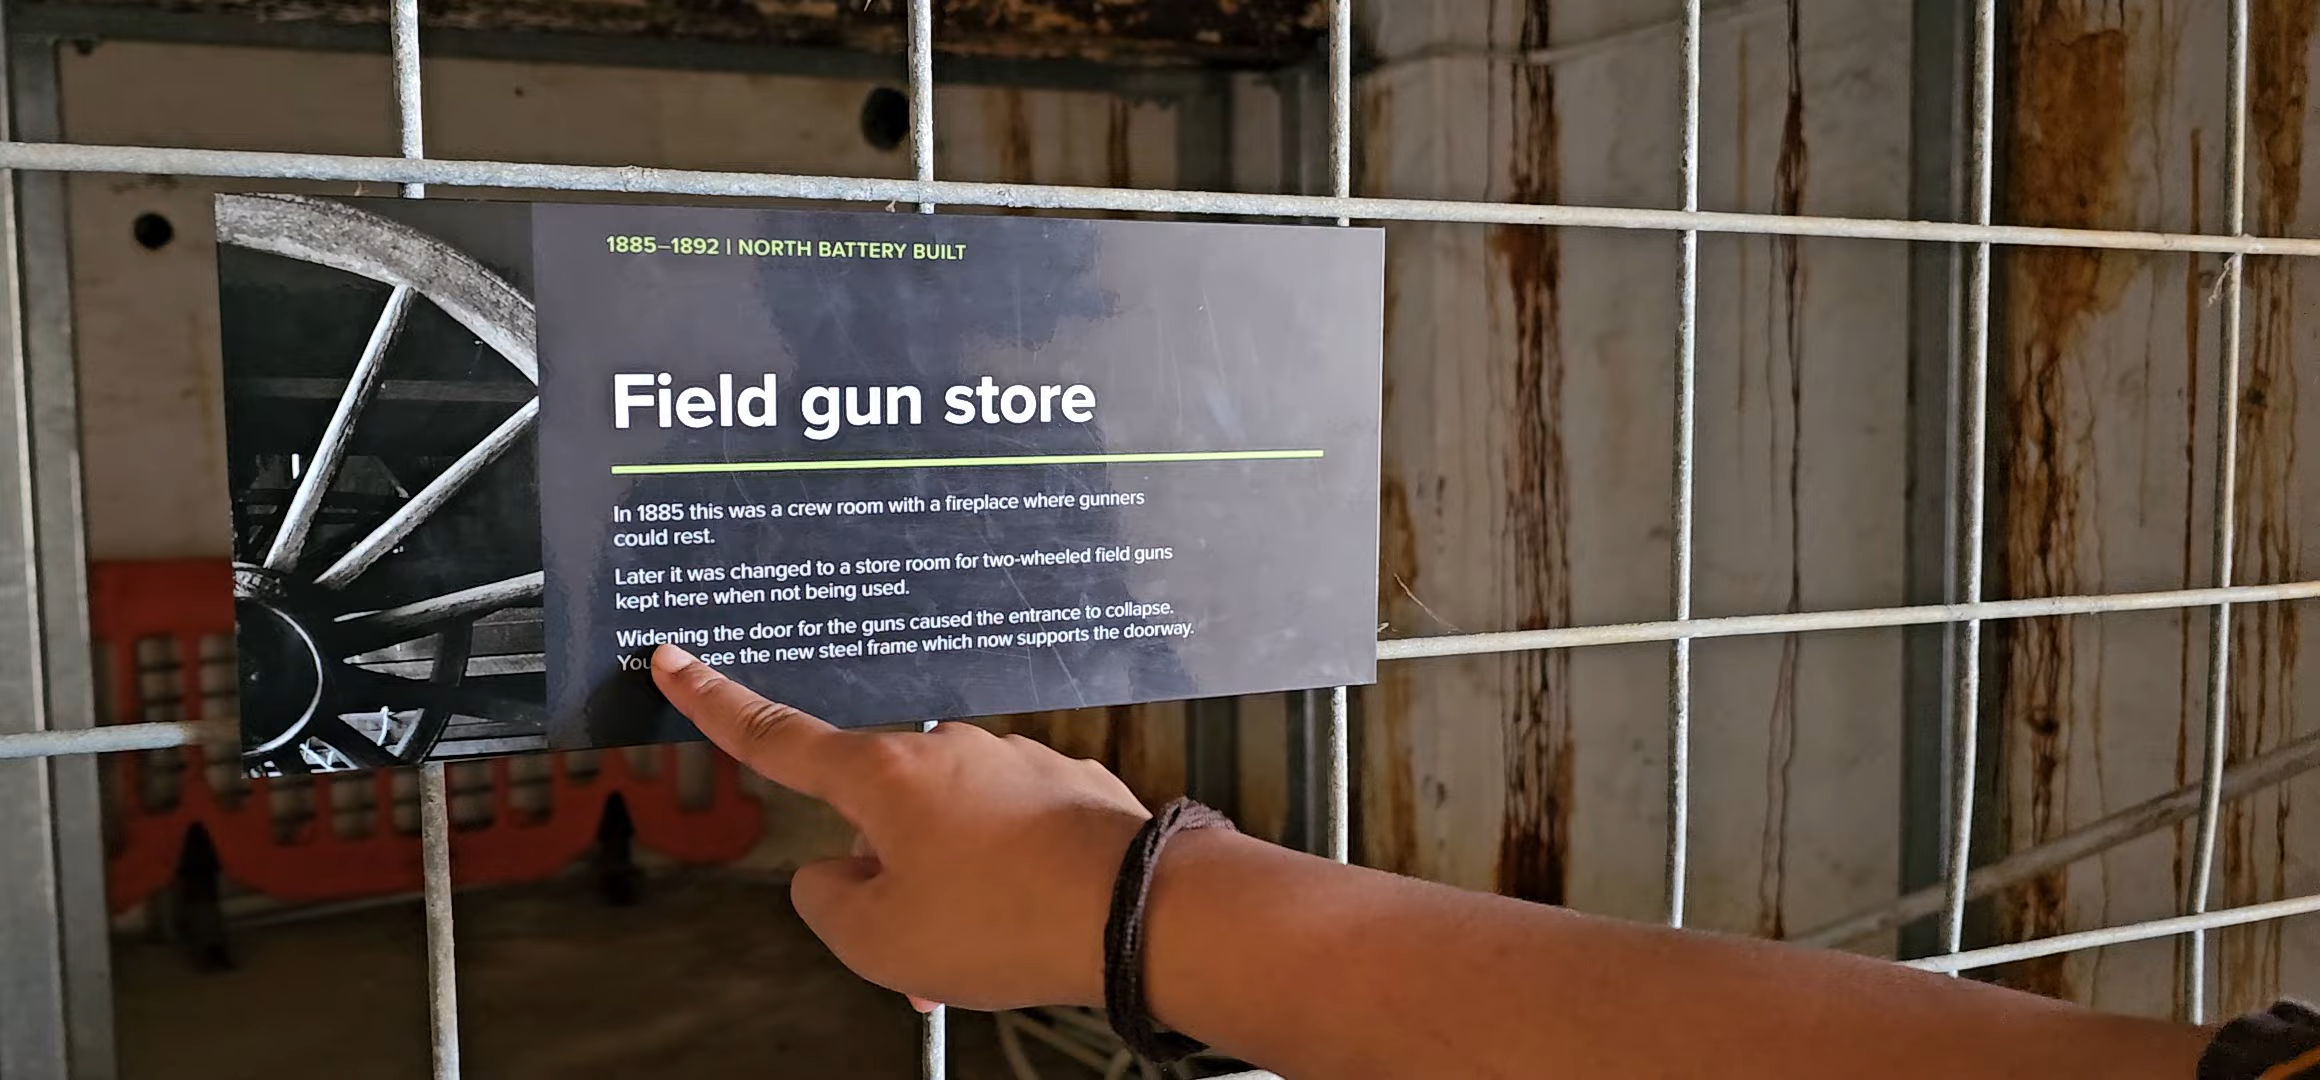 1885–1892 | NORTH BATTERY BUILT
Field gun store
In 1885 this was a crew room with a fireplace where gunners
could rest.
Later it was changed to a store room for two-wheeled field guns
kept here when not being used.
Widening the door for the guns caused the entrance to collapse.
You see the new steel frame which now supports the doorway.